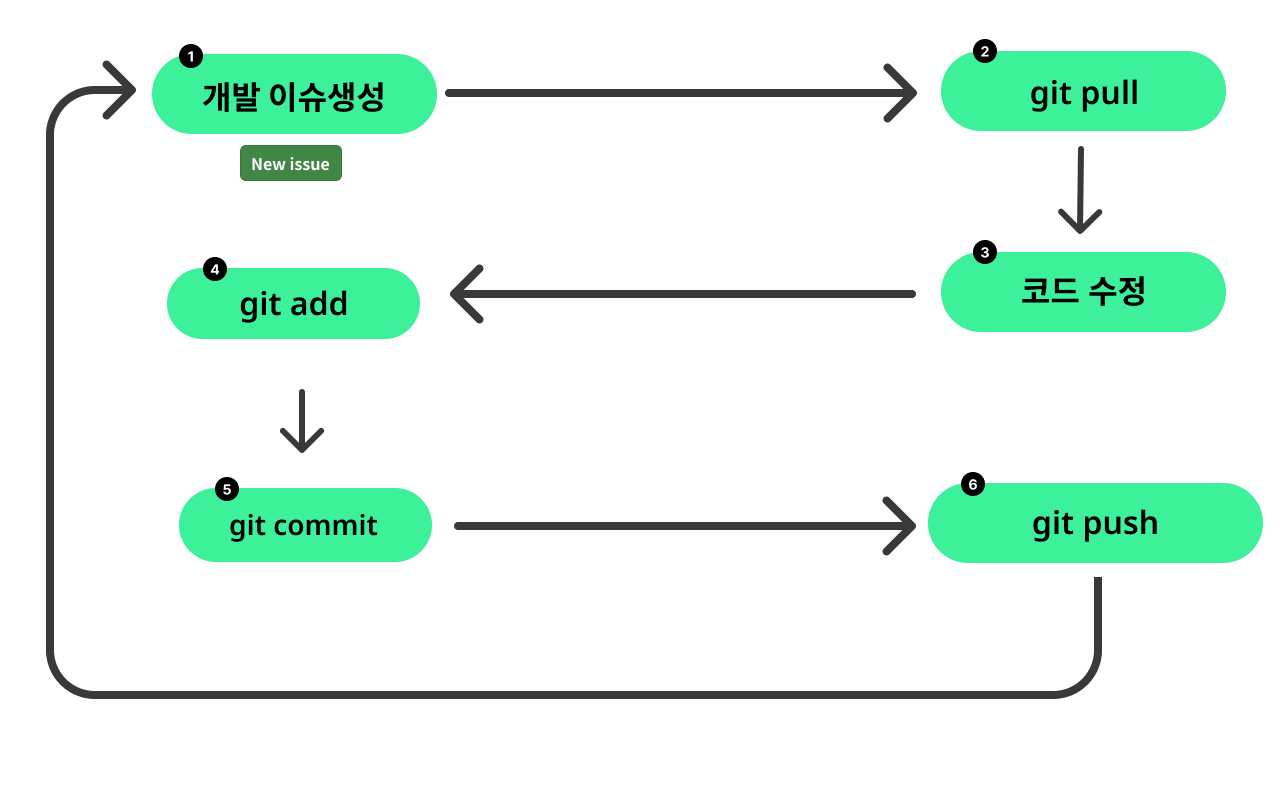 1
개발 이슈생성
New issue
2
git pull
3
코드 수정
4
git add
5
git commit
6
git push